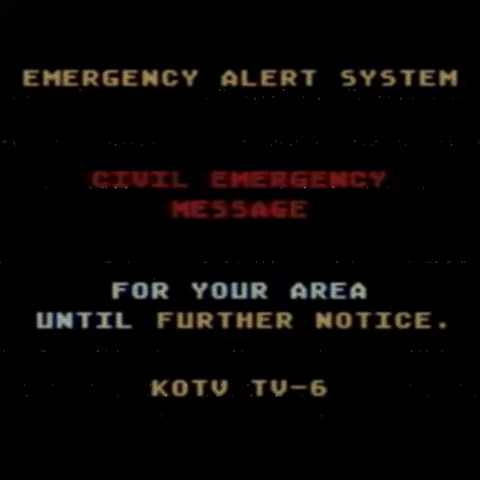 EMERGENCY ALERT SYSTEM
CIVIL EMERGENCY
MESSAGE
FOR YOUR AREA
UNTIL FURTHER NOTICE.
KOTV TV-6